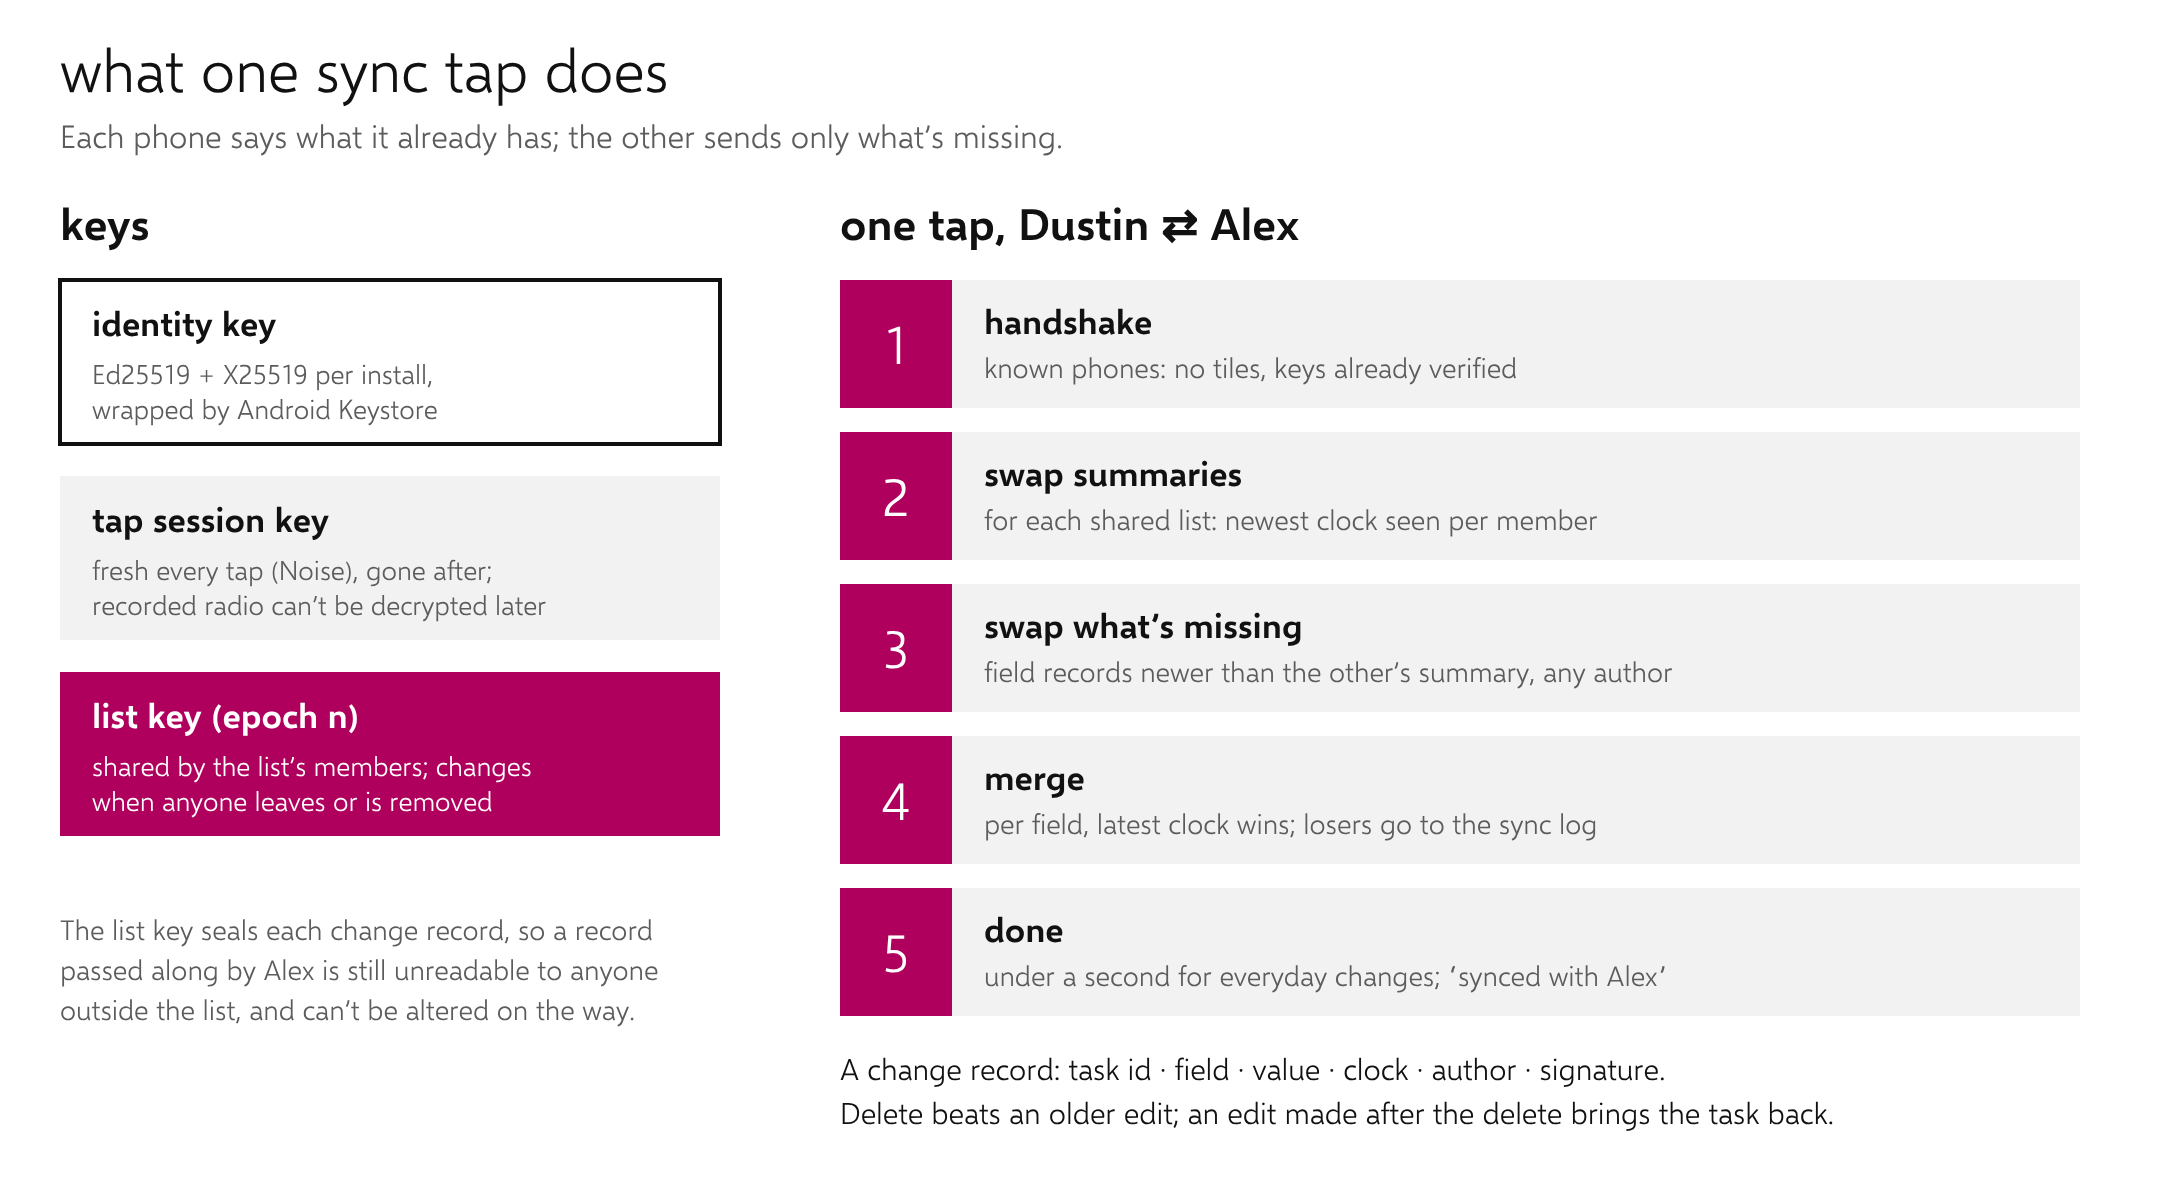 what one sync tap does
Each phone says what it already has; the other sends only what’s missing.
keys
identity key
Ed25519 + X25519 per install,
wrapped by Android Keystore
tap session key
fresh every tap (Noise), gone after;
recorded radio can’t be decrypted later
list key (epoch n)
shared by the list’s members; changes
when anyone leaves or is removed
The list key seals each change record, so a record
passed along by Alex is still unreadable to anyone
outside the list, and can’t be altered on the way.
one tap, Dustin ⇄ Alex
1
handshake
known phones: no tiles, keys already verified
2
swap summaries
for each shared list: newest clock seen per member
3
swap what’s missing
field records newer than the other’s summary, any author
4
merge
per field, latest clock wins; losers go to the sync log
5
done
under a second for everyday changes; ‘synced with Alex’
A change record: task id · field · value · clock · author · signature.
Delete beats an older edit; an edit made after the delete brings the task back.